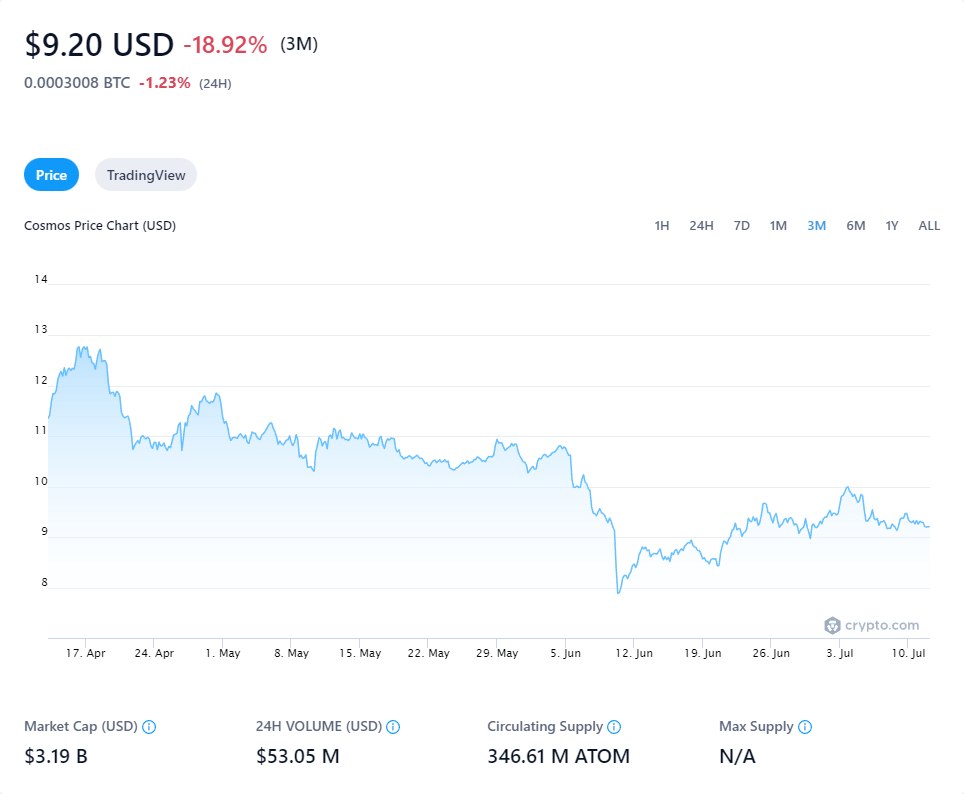 $9.20 USD -18.92% (3M)
0.0003008 BTC -1.23% (24H)
Price TradingView
Cosmos Price Chart (USD) 1H 24H 7D 1M 3M 6M 1Y ALL
14
13
12
11
10
9
8
crypto.com
17. Apr 24. Apr 1. May 8. May 15. May 22. May 29. May 5. Jun 12. Jun 19. Jun 26. Jun 3. Jul 10. Jul
Market Cap (USD) 24H VOLUME (USD) Circulating Supply Max Supply
$3.19 B $53.05 M 346.61 M ATOM N/A